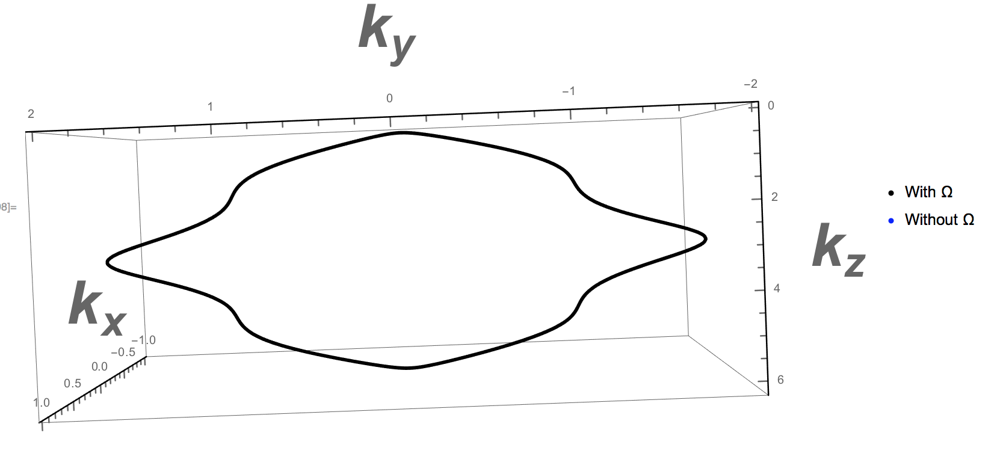 k_y
2 1 0 −1 −2
0
2
4
6
k_z
With Ω
Without Ω
8]=
k_x
−1.0
−0.5
0.0
0.5
1.0